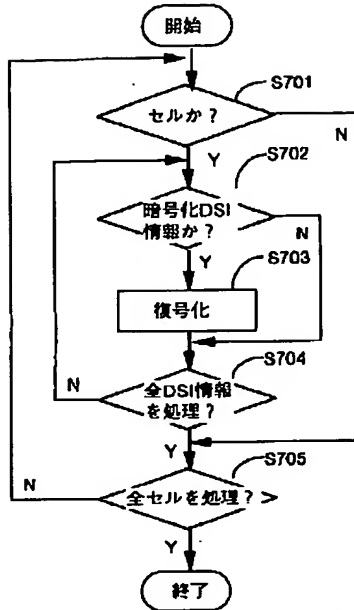 開始
S701
セルか？
N
Y
S702
暗号化DSI
情報か？
N
Y
S703
復号化
S704
全DSI情報
を処理？
N
Y
S705
N
全セルを処理？
Y
終了